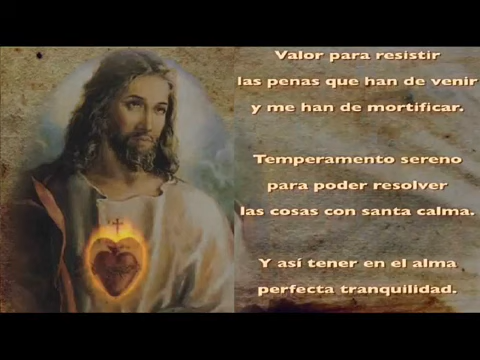 Valor para resistir
las penas que han de venir
y me han de mortificar.
Temperamento sereno
para poder resolver
las cosas con santa calma.
Y así tener en el alma
perfecta tranquilidad.